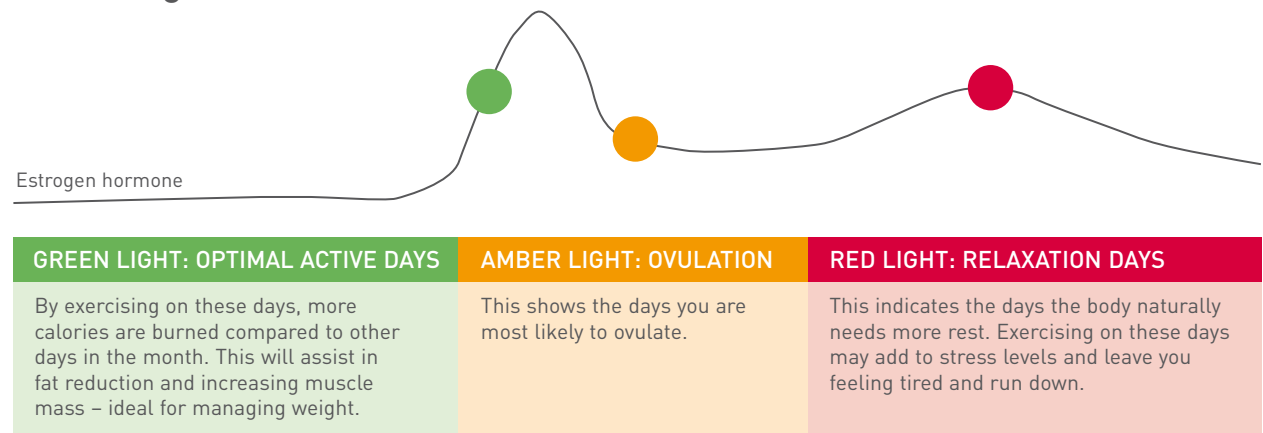 Estrogen hormone
GREEN LIGHT: OPTIMAL ACTIVE DAYS
By exercising on these days, more
calories are burned compared to other
days in the month. This will assist in
fat reduction and increasing muscle
mass – ideal for managing weight.
AMBER LIGHT: OVULATION
This shows the days you are
most likely to ovulate.
RED LIGHT: RELAXATION DAYS
This indicates the days the body naturally
needs more rest. Exercising on these days
may add to stress levels and leave you
feeling tired and run down.